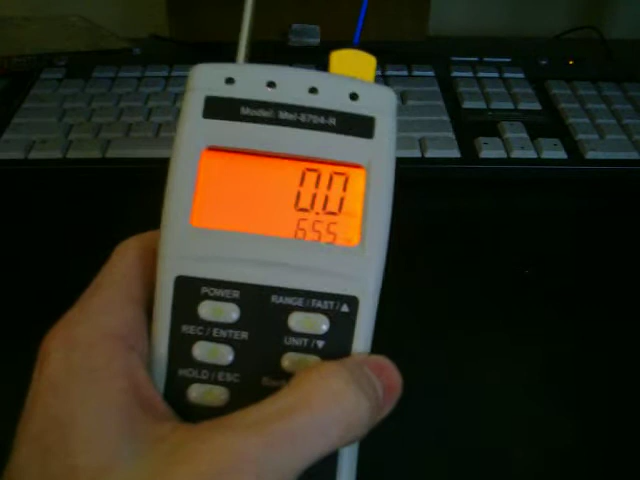 Model: Mel-8704-R
0.0
655
POWER
RANGE / FAST / ▲
REC / ENTER
UNIT / ▼
HOLD / ESC